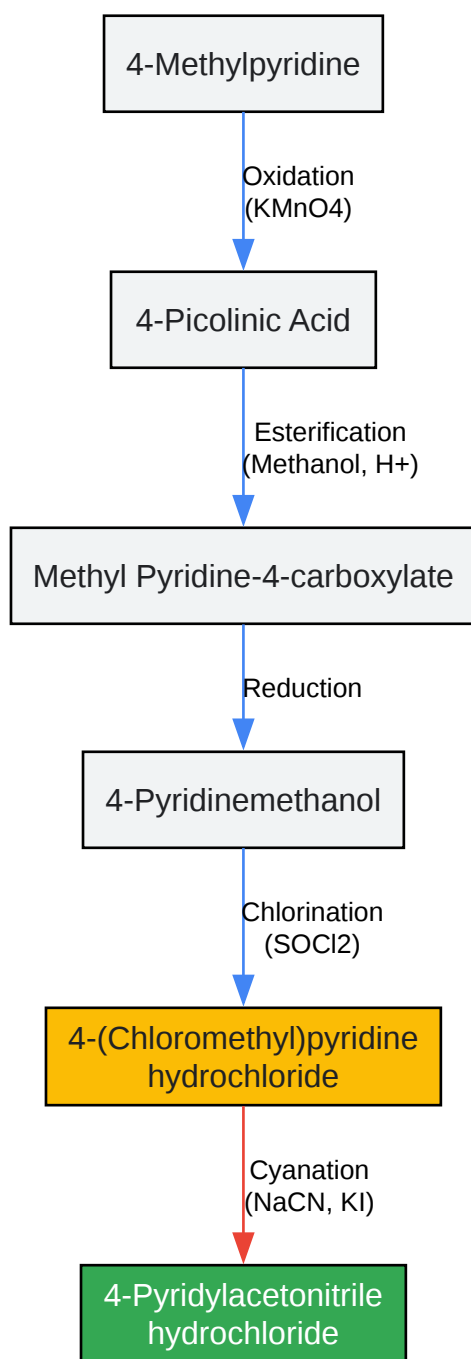 4-Methylpyridine
Oxidation
(KMnO4)
4-Picolinic Acid
Esterification
(Methanol, H+)
Methyl Pyridine-4-carboxylate
Reduction
4-Pyridinemethanol
Chlorination
(SOCl2)
4-(Chloromethyl)pyridine
hydrochloride
Cyanation
(NaCN, KI)
4-Pyridylacetonitrile
hydrochloride